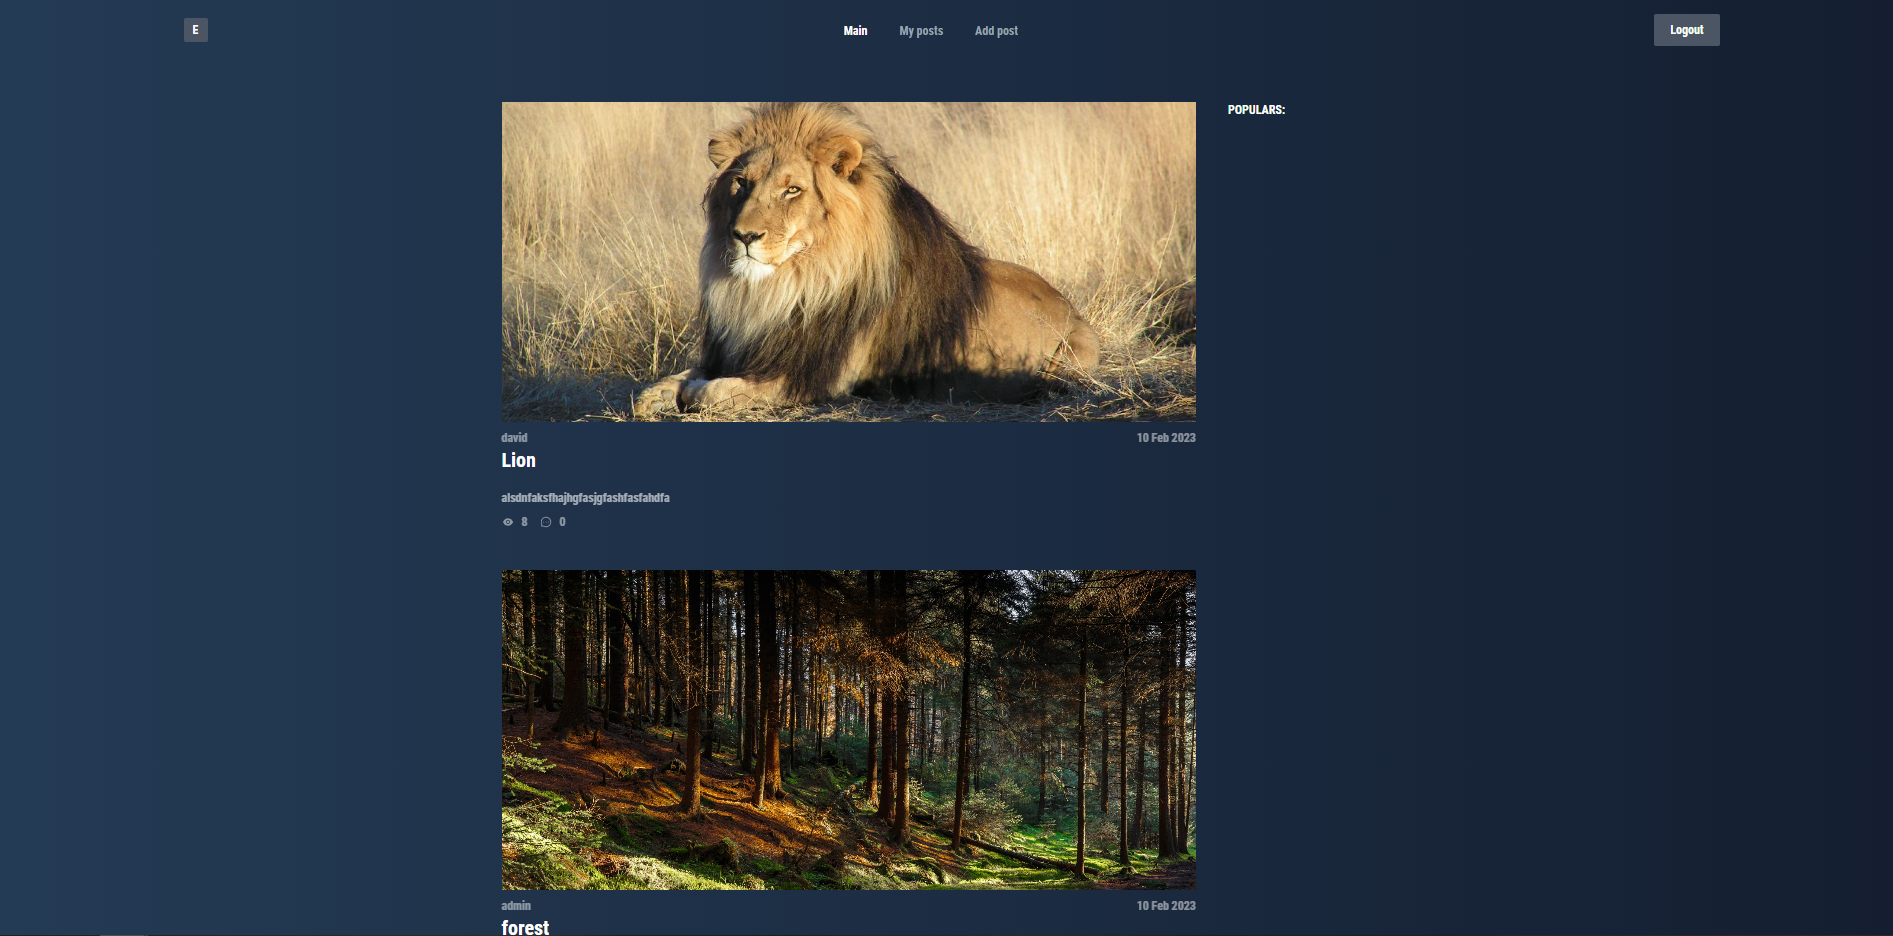 E
Main
My posts
Add post
Logout
POPULARS:
david
10 Feb 2023
Lion
alsdnfaksfhajhgfasjgfashfasfahdfa
8
0
admin
10 Feb 2023
forest